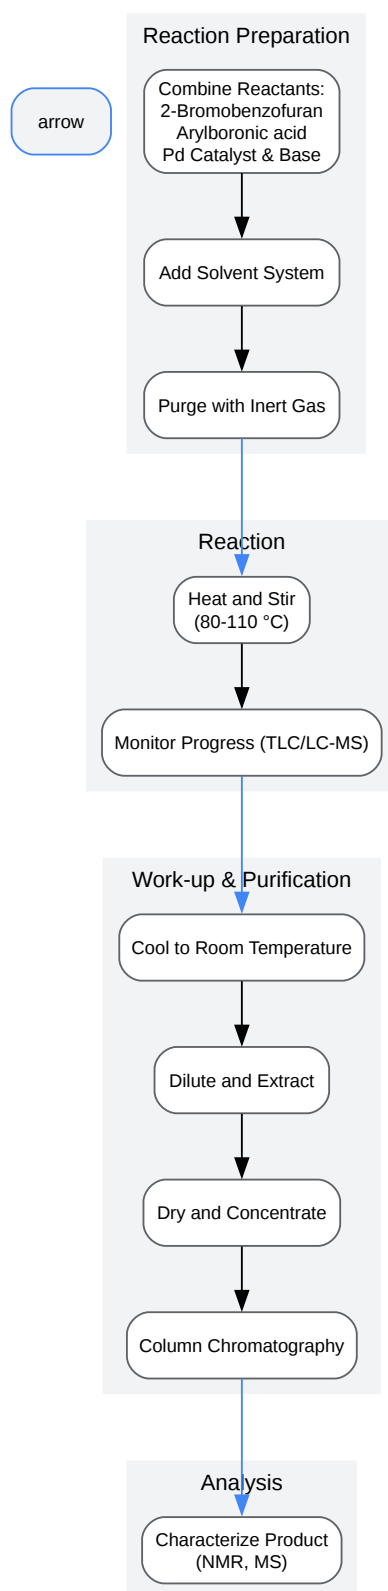 Reaction Preparation
arrow
Combine Reactants:
2-Bromobenzofuran
Arylboronic acid
Pd Catalyst & Base
Add Solvent System
Purge with Inert Gas
Reaction
Heat and Stir
(80-110 °C)
Monitor Progress (TLC/LC-MS)
Work-up & Purification
Cool to Room Temperature
Dilute and Extract
Dry and Concentrate
Column Chromatography
Analysis
Characterize Product
(NMR, MS)